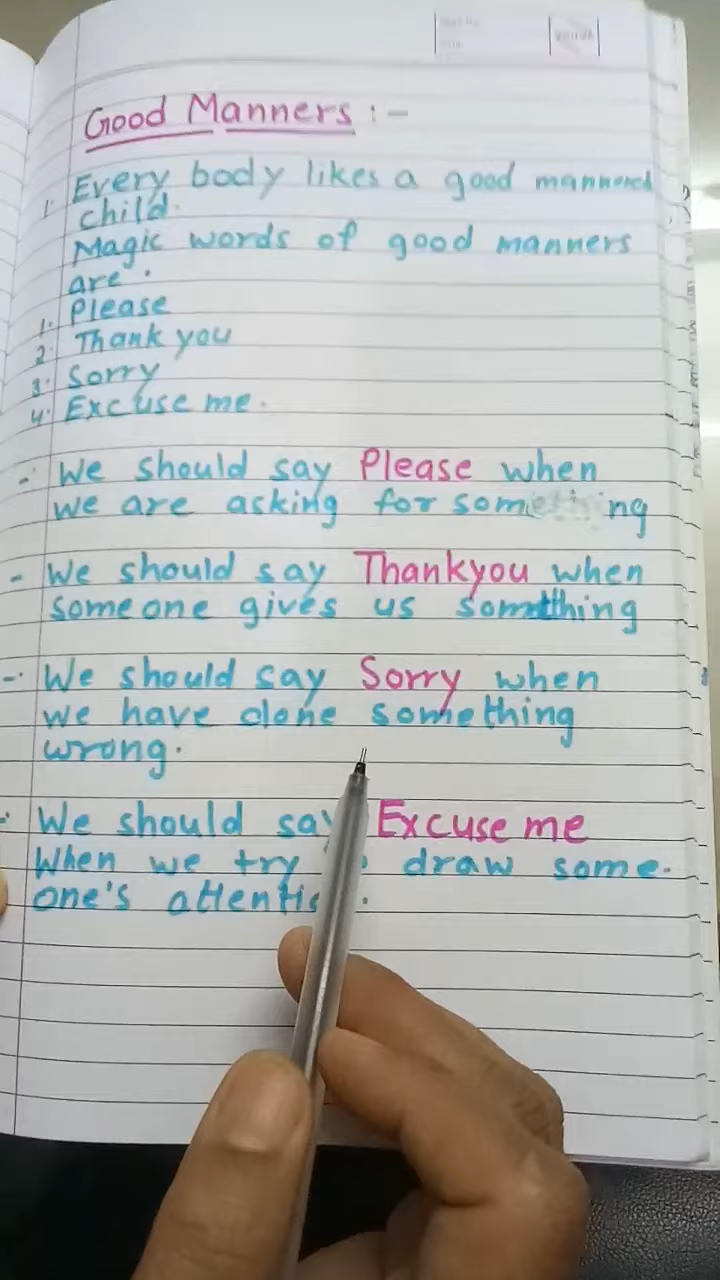 Good Manners :-
1. Every body likes a good mannered
child.
Magic words of good manners
are.
1. Please
2. Thank you
3. Sorry
4. Excuse me.
- We should say Please when
we are asking for something
- We should say Thankyou when
someone gives us something
- We should say Sorry when
we have done something
wrong.
We should say Excuse me
When we try draw some-
one's